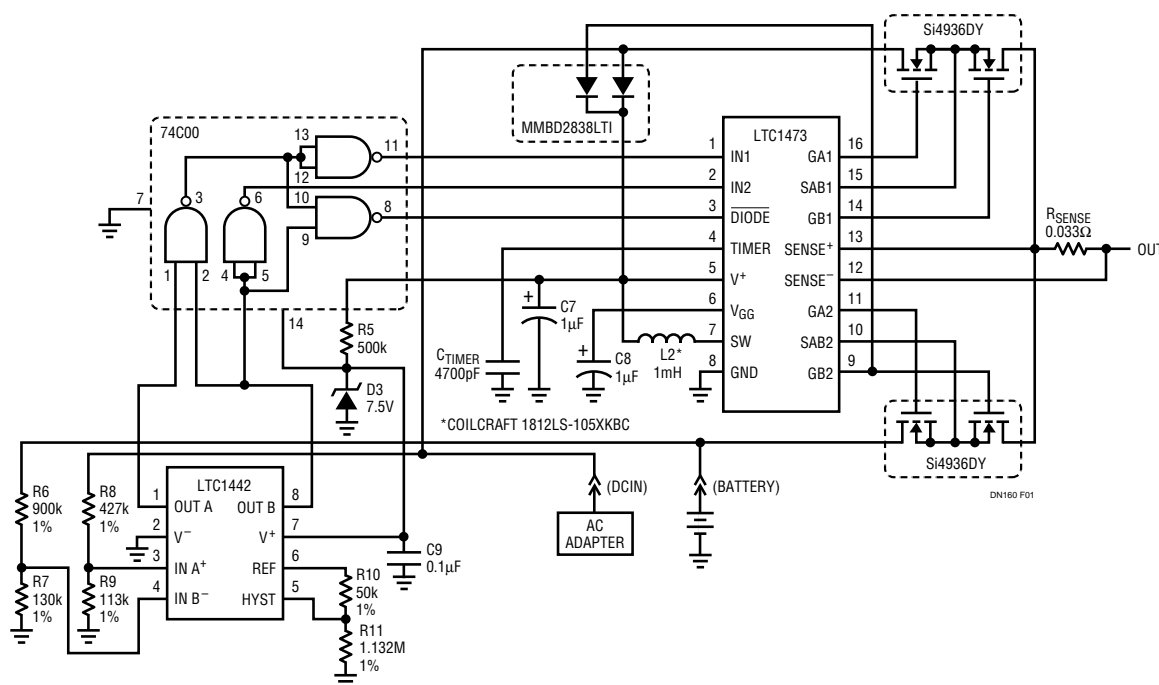 Si4936DY
MMBD2838LTI
74C00
13
12
11
10
9
8
3
6
7
1
2
4
5
14
LTC1473
1 IN1 GA1 16
2 IN2 SAB1 15
3 DIODE GB1 14
4 TIMER SENSE+ 13
5 V+ SENSE− 12
6 VGG GA2 11
7 SW SAB2 10
8 GND GB2 9
RSENSE
0.033Ω
OUT
R5
500k
D3
7.5V
CTIMER
4700pF
+
C7
1µF
+
C8
1µF
L2*
1mH
*COILCRAFT 1812LS-105XKBC
Si4936DY
DN160 F01
R6
900k
1%
R8
427k
1%
R7
130k
1%
R9
113k
1%
LTC1442
1 OUT A OUT B 8
2 V− V+ 7
3 IN A+ REF 6
4 IN B− HYST 5
C9
0.1µF
R10
50k
1%
R11
1.132M
1%
(DCIN)
AC
ADAPTER
(BATTERY)